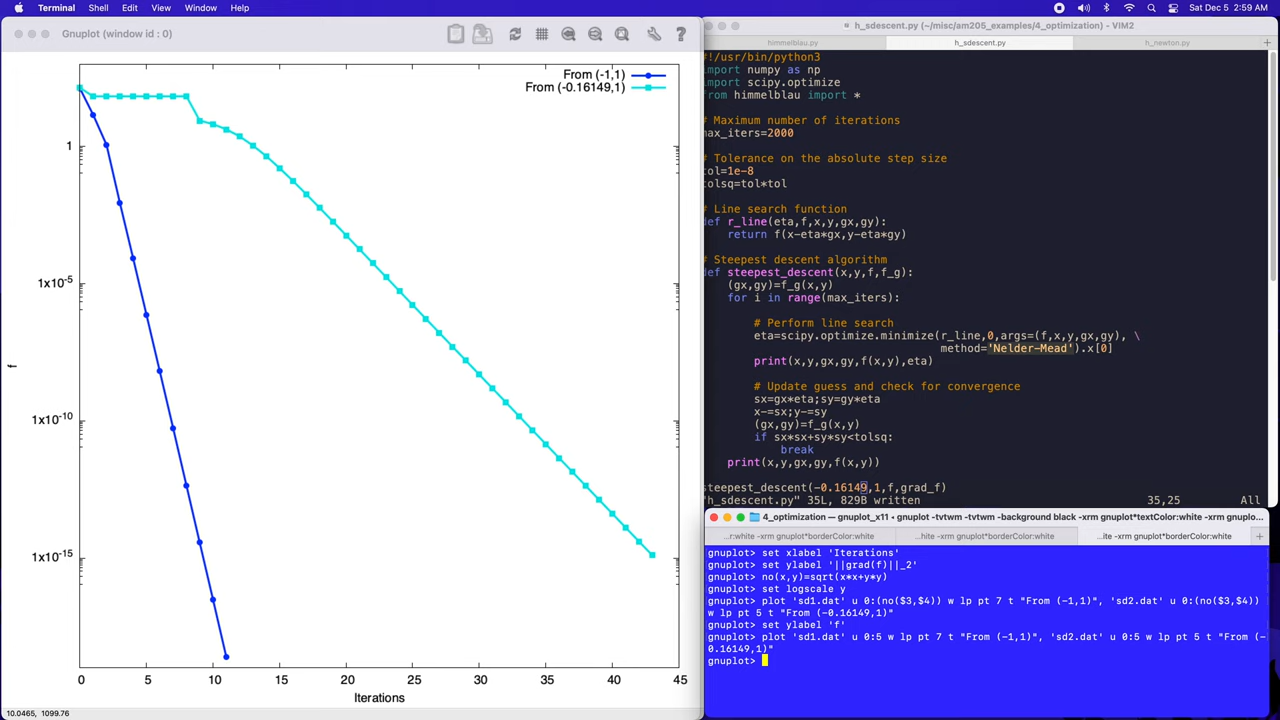 Terminal Shell Edit View Window Help Sat Dec 5 2:59 AM
Gnuplot (window id : 0)
From (-1,1)
From (-0.16149,1)
1
1x10-5
f
1x10-10
1x10-15
0 5 10 15 20 25 30 35 40 45
Iterations
10.0465, 1099.76
h_sdescent.py (~/misc/am205_examples/4_optimization) - VIM2
himmelblau.py h_sdescent.py h_newton.py
#!/usr/bin/python3
import numpy as np
import scipy.optimize
from himmelblau import *
# Maximum number of iterations
max_iters=2000
# Tolerance on the absolute step size
tol=1e-8
tolsq=tol*tol
# Line search function
def r_line(eta,f,x,y,gx,gy):
return f(x-eta*gx,y-eta*gy)
# Steepest descent algorithm
def steepest_descent(x,y,f,f_g):
(gx,gy)=f_g(x,y)
for i in range(max_iters):
# Perform line search
eta=scipy.optimize.minimize(r_line,0,args=(f,x,y,gx,gy), \
method='Nelder-Mead').x[0]
print(x,y,gx,gy,f(x,y),eta)
# Update guess and check for convergence
sx=gx*eta;sy=gy*eta
x-=sx;y-=sy
(gx,gy)=f_g(x,y)
if sx*sx+sy*sy<tolsq:
break
print(x,y,gx,gy,f(x,y))
steepest_descent(-0.16149,1,f,grad_f)
"h_sdescent.py" 35L, 829B written 35,25 All
4_optimization — gnuplot_x11 ‹ gnuplot -tvtwm -tvtwm -background black -xrm gnuplot*textColor:white -xrm gnuplo...
...r:white -xrm gnuplot*borderColor:white ...hite -xrm gnuplot*borderColor:white ...ite -xrm gnuplot*borderColor:white
gnuplot> set xlabel 'Iterations'
gnuplot> set ylabel '||grad(f)||_2'
gnuplot> no(x,y)=sqrt(x*x+y*y)
gnuplot> set logscale y
gnuplot> plot 'sd1.dat' u 0:(no($3,$4)) w lp pt 7 t "From (-1,1)", 'sd2.dat' u 0:(no($3,$4))
w lp pt 5 t "From (-0.16149,1)"
gnuplot> set ylabel 'f'
gnuplot> plot 'sd1.dat' u 0:5 w lp pt 7 t "From (-1,1)", 'sd2.dat' u 0:5 w lp pt 5 t "From (-
0.16149,1)"
gnuplot>